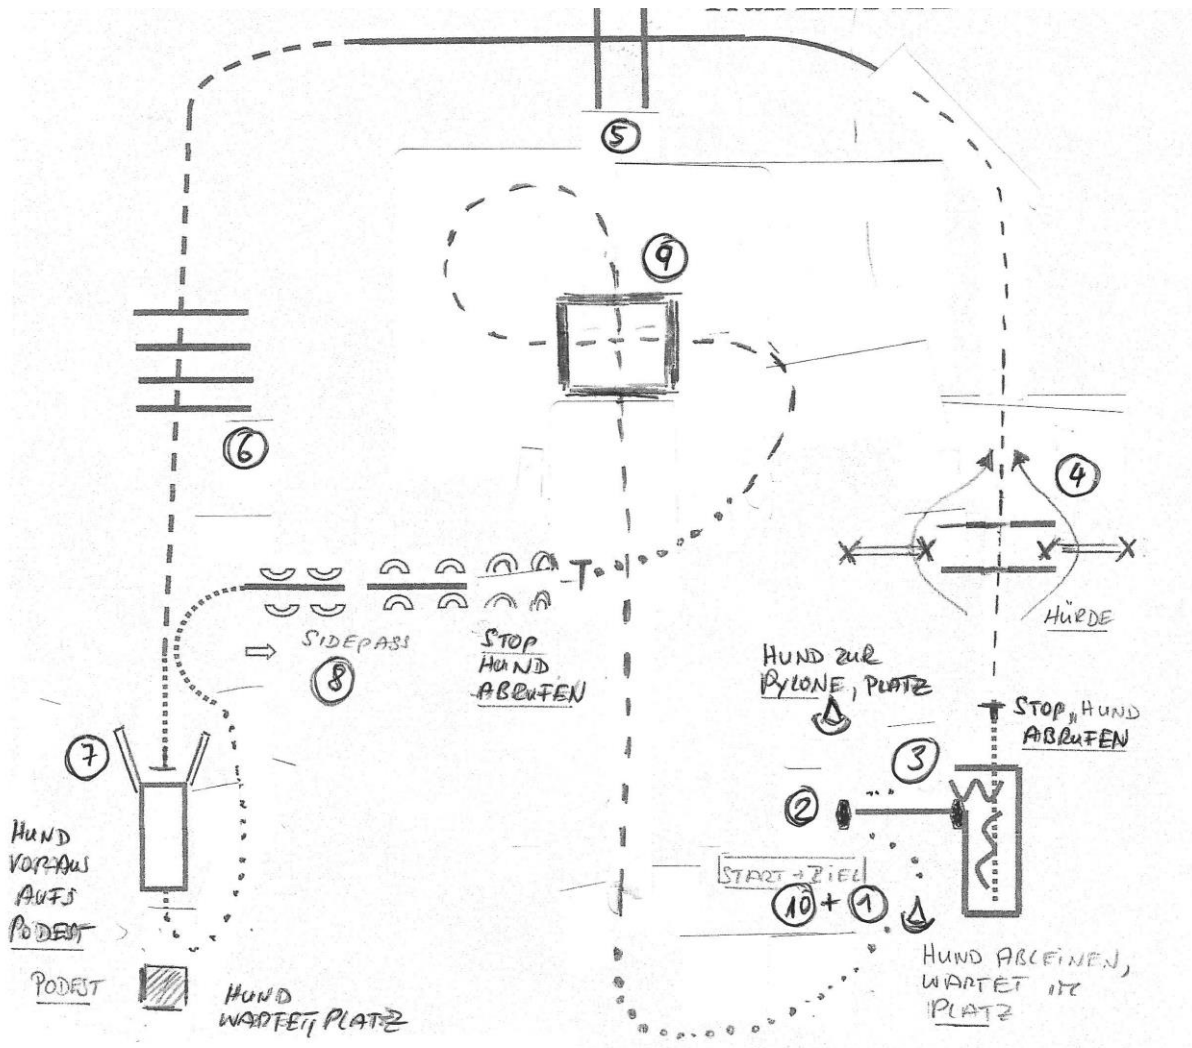 5
9
4
6
HÜRDE
SIDEPASS
8
STOP
HUND
ABRUFEN
HUND ZUR
PYLONE, PLATZ
STOP, HUND
ABRUFEN
7
3
2
HUND
VORAUS
AUFS
PODEST
START + ZIEL
10 + 1
HUND ABLEINEN,
WARTET IM
PLATZ
PODEST
HUND
WARTET, PLATZ